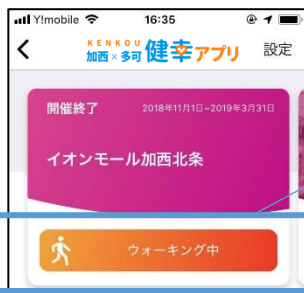 Y!mobile 16:35
KENKOU
加西×多可 健幸アプリ 設定
開催終了 2018年11月1日~2019年3月31日
イオンモール加西北条
ウォーキング中